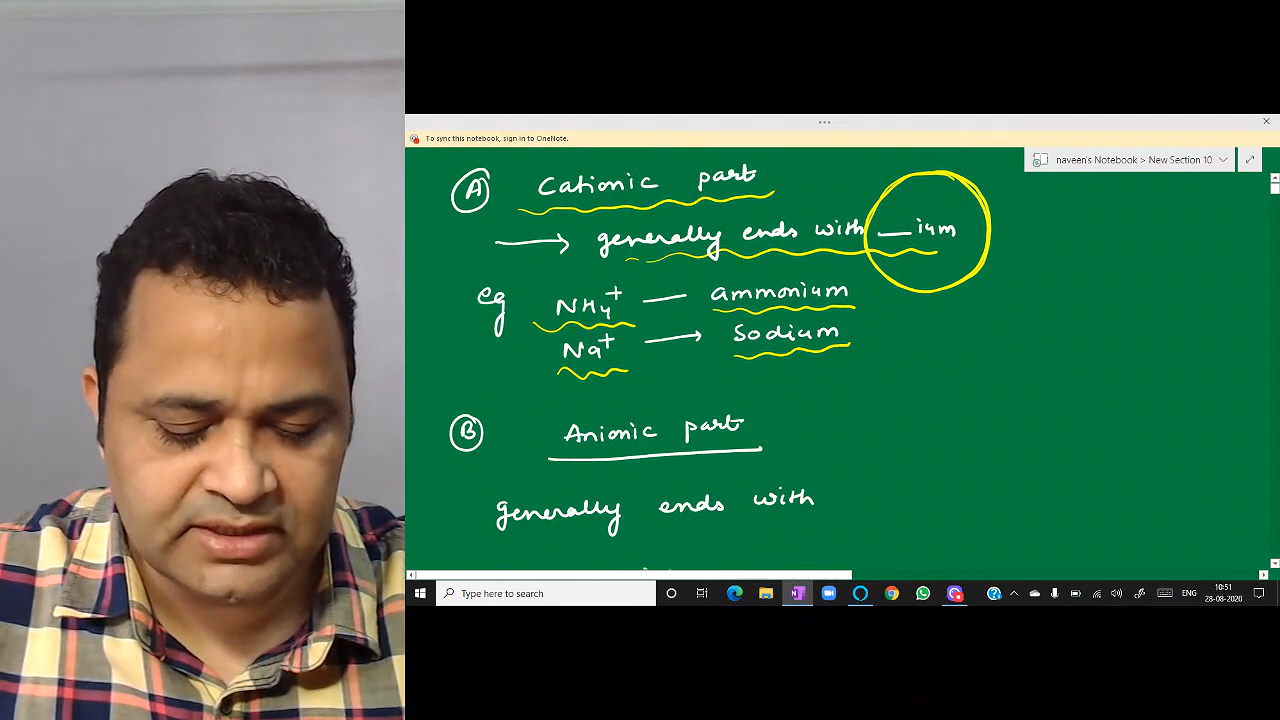 To sync this notebook, sign in to OneNote.
naveen's Notebook > New Section 10
A Cationic part
generally ends with __ium
eg NH4+ — ammonium
Na+ → Sodium
B Anionic part
generally ends with
Type here to search
ENG
10:51
28-08-2020